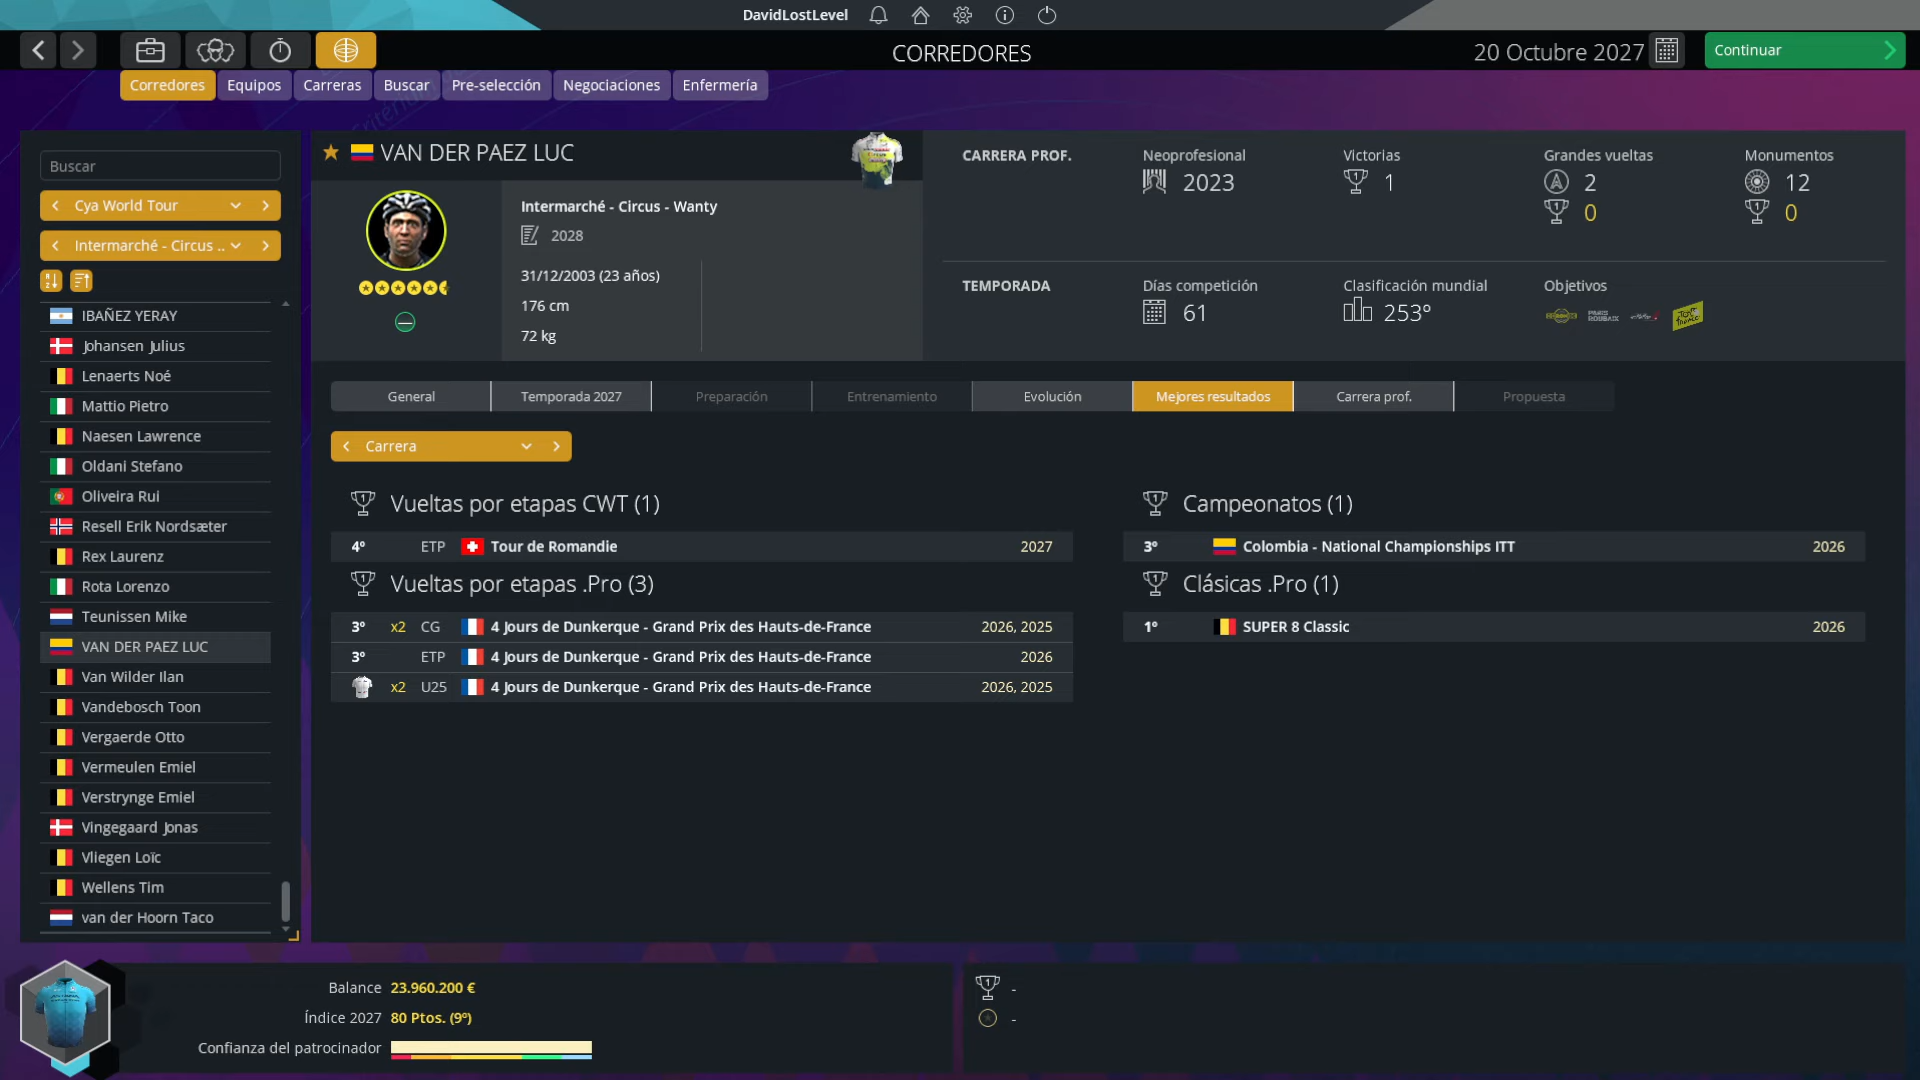 DavidLostLevel
CORREDORES
20 Octubre 2027
Continuar
Corredores
Equipos
Carreras
Buscar
Pre-selección
Negociaciones
Enfermería
Buscar
Cya World Tour
Intermarché - Circus ..
IBAÑEZ YERAY
Johansen Julius
Lenaerts Noé
Mattio Pietro
Naesen Lawrence
Oldani Stefano
Oliveira Rui
Resell Erik Nordsæter
Rex Laurenz
Rota Lorenzo
Teunissen Mike
VAN DER PAEZ LUC
Van Wilder Ilan
Vandebosch Toon
Vergaerde Otto
Vermeulen Emiel
Verstrynge Emiel
Vingegaard Jonas
Vliegen Loïc
Wellens Tim
van der Hoorn Taco
VAN DER PAEZ LUC
Intermarché - Circus - Wanty
2028
31/12/2003 (23 años)
176 cm
72 kg
CARRERA PROF.
Neoprofesional
2023
Victorias
1
Grandes vueltas
2
0
Monumentos
12
0
TEMPORADA
Días competición
61
Clasificación mundial
253º
Objetivos
General
Temporada 2027
Preparación
Entrenamiento
Evolución
Mejores resultados
Carrera prof.
Propuesta
Carrera
Vueltas por etapas CWT (1)
4º ETP Tour de Romandie 2027
Vueltas por etapas .Pro (3)
3º x2 CG 4 Jours de Dunkerque - Grand Prix des Hauts-de-France 2026, 2025
3º ETP 4 Jours de Dunkerque - Grand Prix des Hauts-de-France 2026
x2 U25 4 Jours de Dunkerque - Grand Prix des Hauts-de-France 2026, 2025
Campeonatos (1)
3º Colombia - National Championships ITT 2026
Clásicas .Pro (1)
1º SUPER 8 Classic 2026
Balance 23.960.200 €
Índice 2027 80 Ptos. (9º)
Confianza del patrocinador
-
-